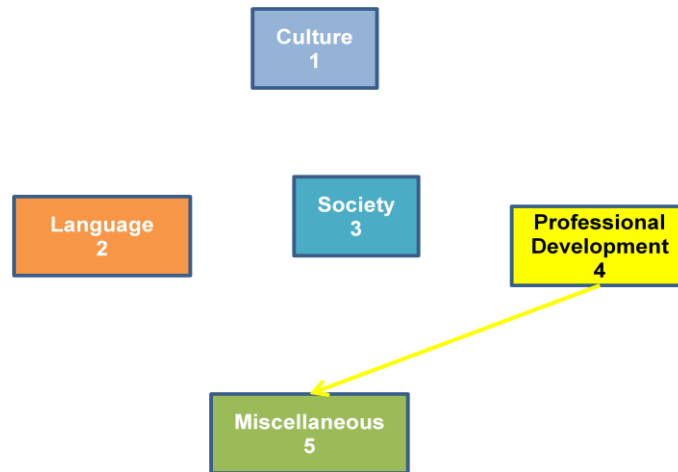 Culture
1
Language
2
Society
3
Professional
Development
4
Miscellaneous
5